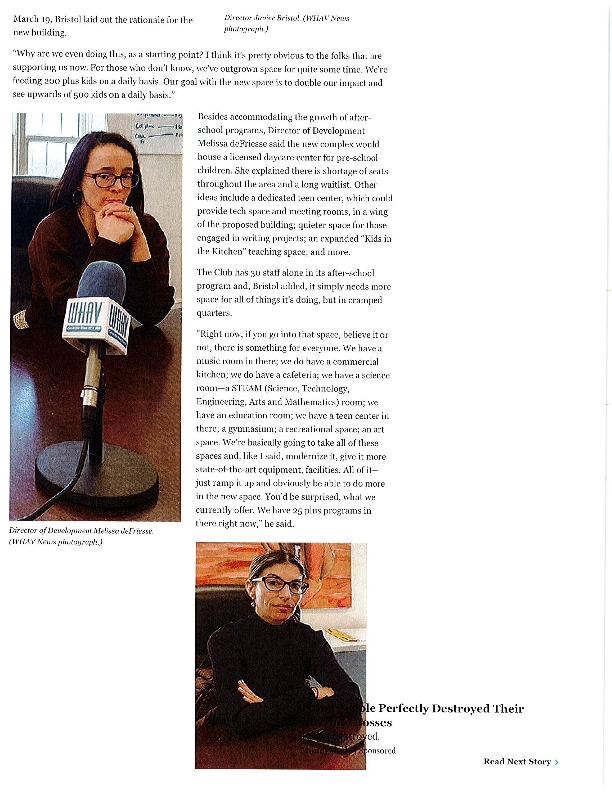 March 19, Bristol laid out the rationale for the
new building.
Director Javier Bristol. (WHAV News
photograph.)
“Why are we even doing this, as a starting point? I think it’s pretty obvious to the folks that are
supporting us now. For those who don’t know, we’ve outgrown space for quite some time. We’re
feeding 200 plus kids on a daily basis. Our goal with the new space is to double our impact and
see upwards of 500 kids on a daily basis.”
Besides accommodating the growth of after-
school programs, Director of Development
Melissa deFriesse said the new complex would
house a licensed daycare center for pre-school
children. She explained there is shortage of seats
throughout the area and a long waitlist. Other
ideas include a dedicated teen center, which could
provide tech space and meeting rooms, in a wing
of the proposed building; quieter space for those
engaged in writing projects; an expanded “Kids in
the Kitchen” teaching space; and more.
The Club has 30 staff alone in its after-school
program and, Bristol added, it simply needs more
space for all of things it’s doing, but in cramped
quarters.
“Right now, if you go into that space, believe it or
not, there is something for everyone. We have a
music room in there; we do have a commercial
kitchen; we do have a cafeteria; we have a science
room—a STEAM (Science, Technology,
Engineering, Arts and Mathematics) room; we
have an education room; we have a teen center in
there; a gymnasium; a recreational space; an art
space. We’re basically going to take all of these
spaces and, like I said, modernize it, give it more
state-of-the-art equipment, facilities. All of it—
just ramp it up and obviously be able to do more
in the new space. You’d be surprised, what we
currently offer. We have 25 plus programs in
there right now,” he said.
WHAV
WHAV
Director of Development Melissa deFriesse.
(WHAV News photograph.)
Perfectly Destroyed Their
Sponsored
Read Next Story >